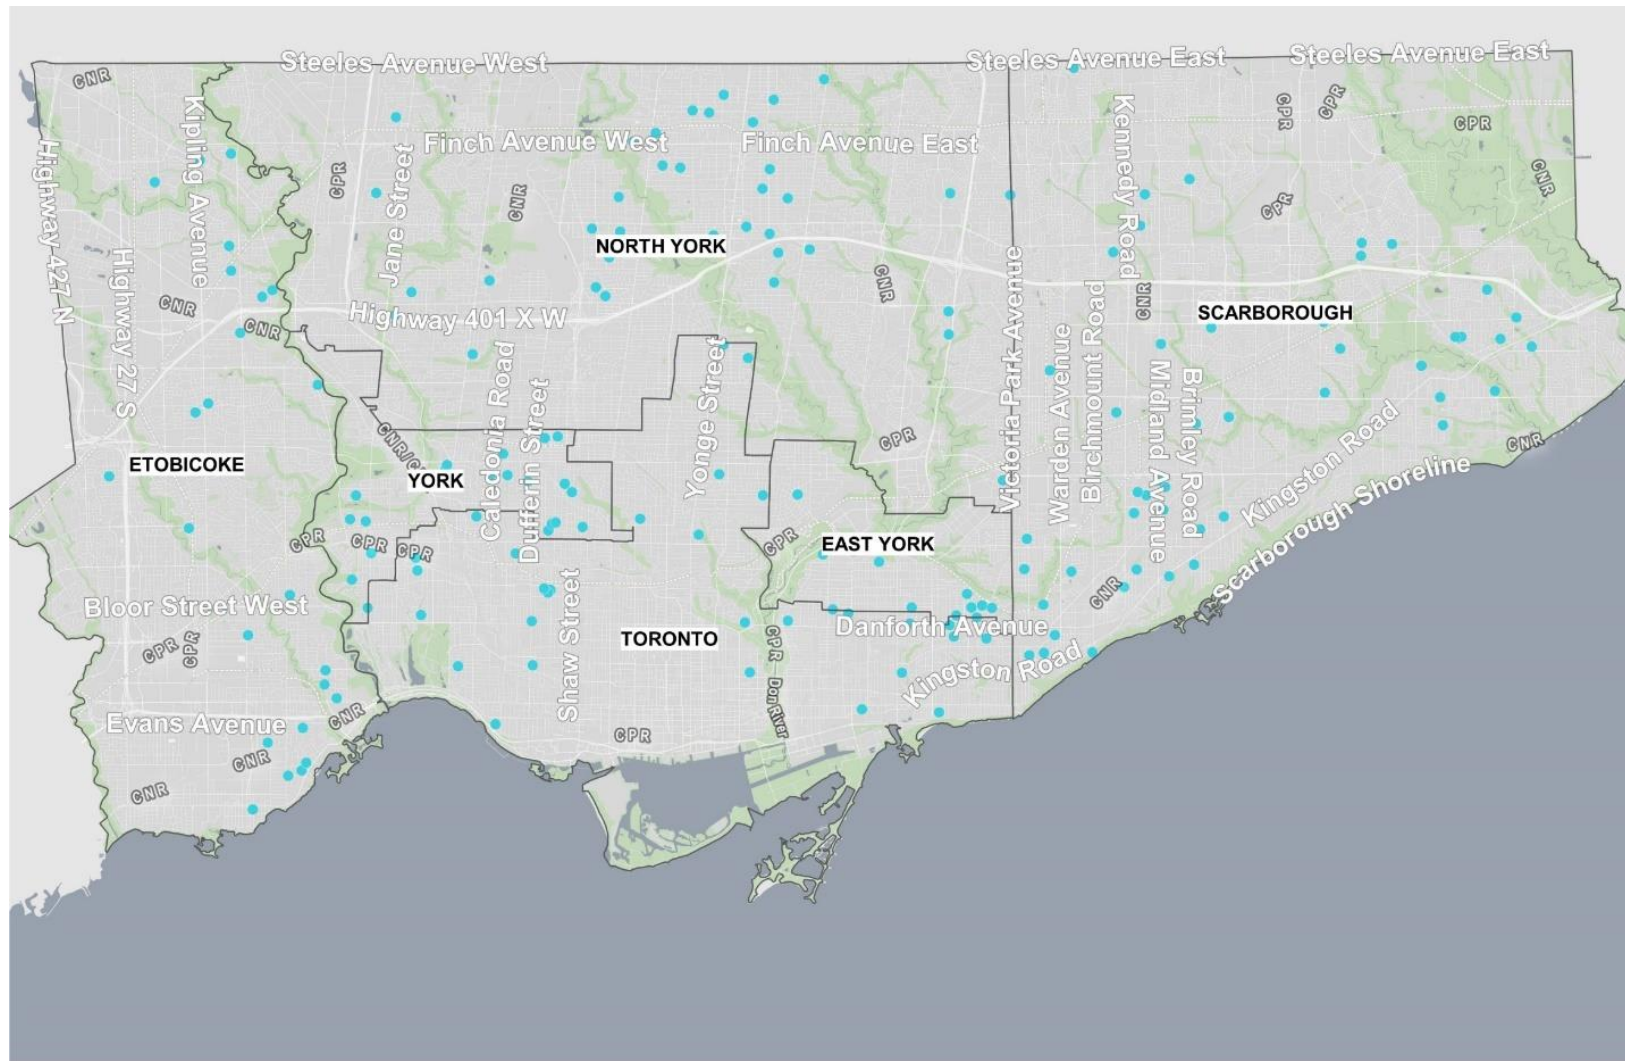 Steeles Avenue West
Steeles Avenue East
Steeles Avenue East
CNR
Kipling Avenue
Kennedy Road
CPR
CPR
CPR
Finch Avenue West
Finch Avenue East
Highway 427 N
CPR
Jane Street
CNR
CNR
CPR
NORTH YORK
Highway 27 S
CNR
CNR
Victoria Park Avenue
CNR
CNR
Highway 401 X W
SCARBOROUGH
Caledonia Road
Dufferin Street
Yonge Street
Warden Avenue
Birchmount Road
Midland Avenue
Brimley Road
CPR
Kingston Road
CNR
ETOBICOKE
YORK
Scarborough Shoreline
CPR
CPR
CPR
CPR
EAST YORK
Bloor Street West
CNR
Shaw Street
TORONTO
Danforth Avenue
CPR
CPR
CPR
Don River
Kingston Road
Evans Avenue
CNR
CPR
CNR
CNR